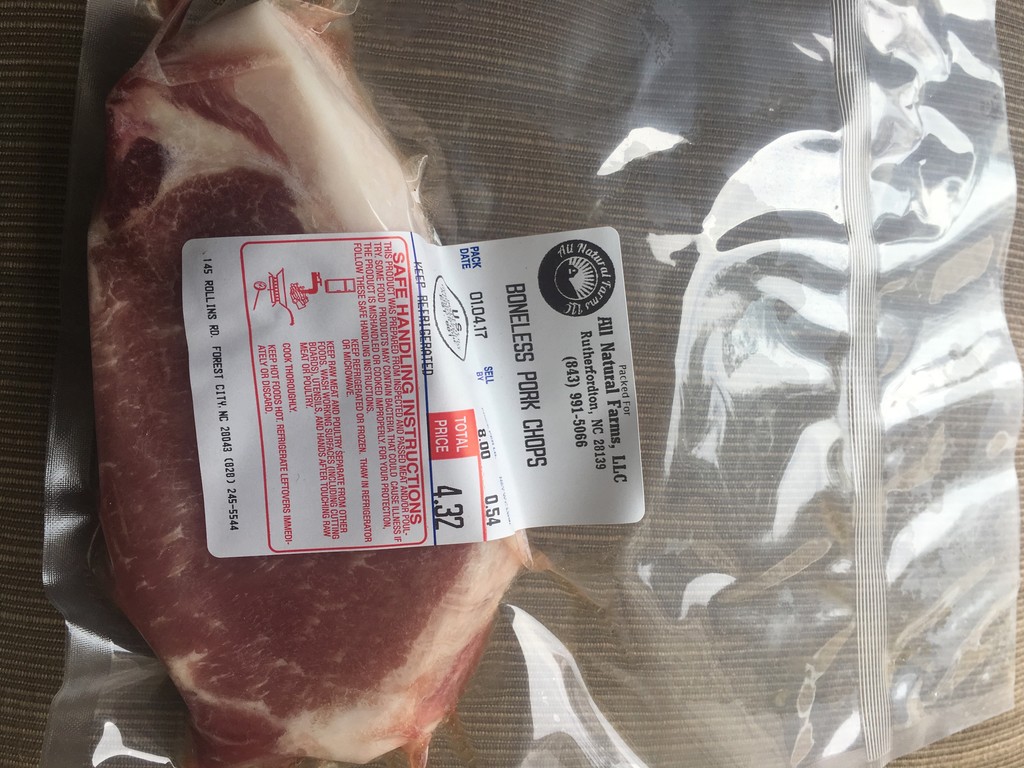 Packed For
All Natural Farms, LLC
Rutherfordton, NC 28139
(843) 991-5066
All Natural Farms
BONELESS PORK CHOPS
PACK DATE 01.04.17
SELL BY
8.00
0.54
TOTAL PRICE 4.32
KEEP REFRIGERATED
SAFE HANDLING INSTRUCTIONS
THIS PRODUCT WAS PREPARED FROM INSPECTED AND PASSED MEAT AND/OR POUL-
TRY. SOME FOOD PRODUCTS MAY CONTAIN BACTERIA THAT COULD CAUSE ILLNESS IF
THE PRODUCT IS MISHANDLED OR COOKED IMPROPERLY. FOR YOUR PROTECTION,
FOLLOW THESE SAFE HANDLING INSTRUCTIONS.
KEEP REFRIGERATED OR FROZEN. THAW IN REFRIGERATOR
OR MICROWAVE.
KEEP RAW MEAT AND POULTRY SEPARATE FROM OTHER
FOODS. WASH WORKING SURFACES (INCLUDING CUTTING
BOARDS), UTENSILS, AND HANDS AFTER TOUCHING RAW
MEAT OR POULTRY.
COOK THOROUGHLY.
KEEP HOT FOODS HOT. REFRIGERATE LEFTOVERS IMMEDI-
ATELY OR DISCARD.
145 ROLLINS RD. FOREST CITY, NC 28043 (828) 245-5544